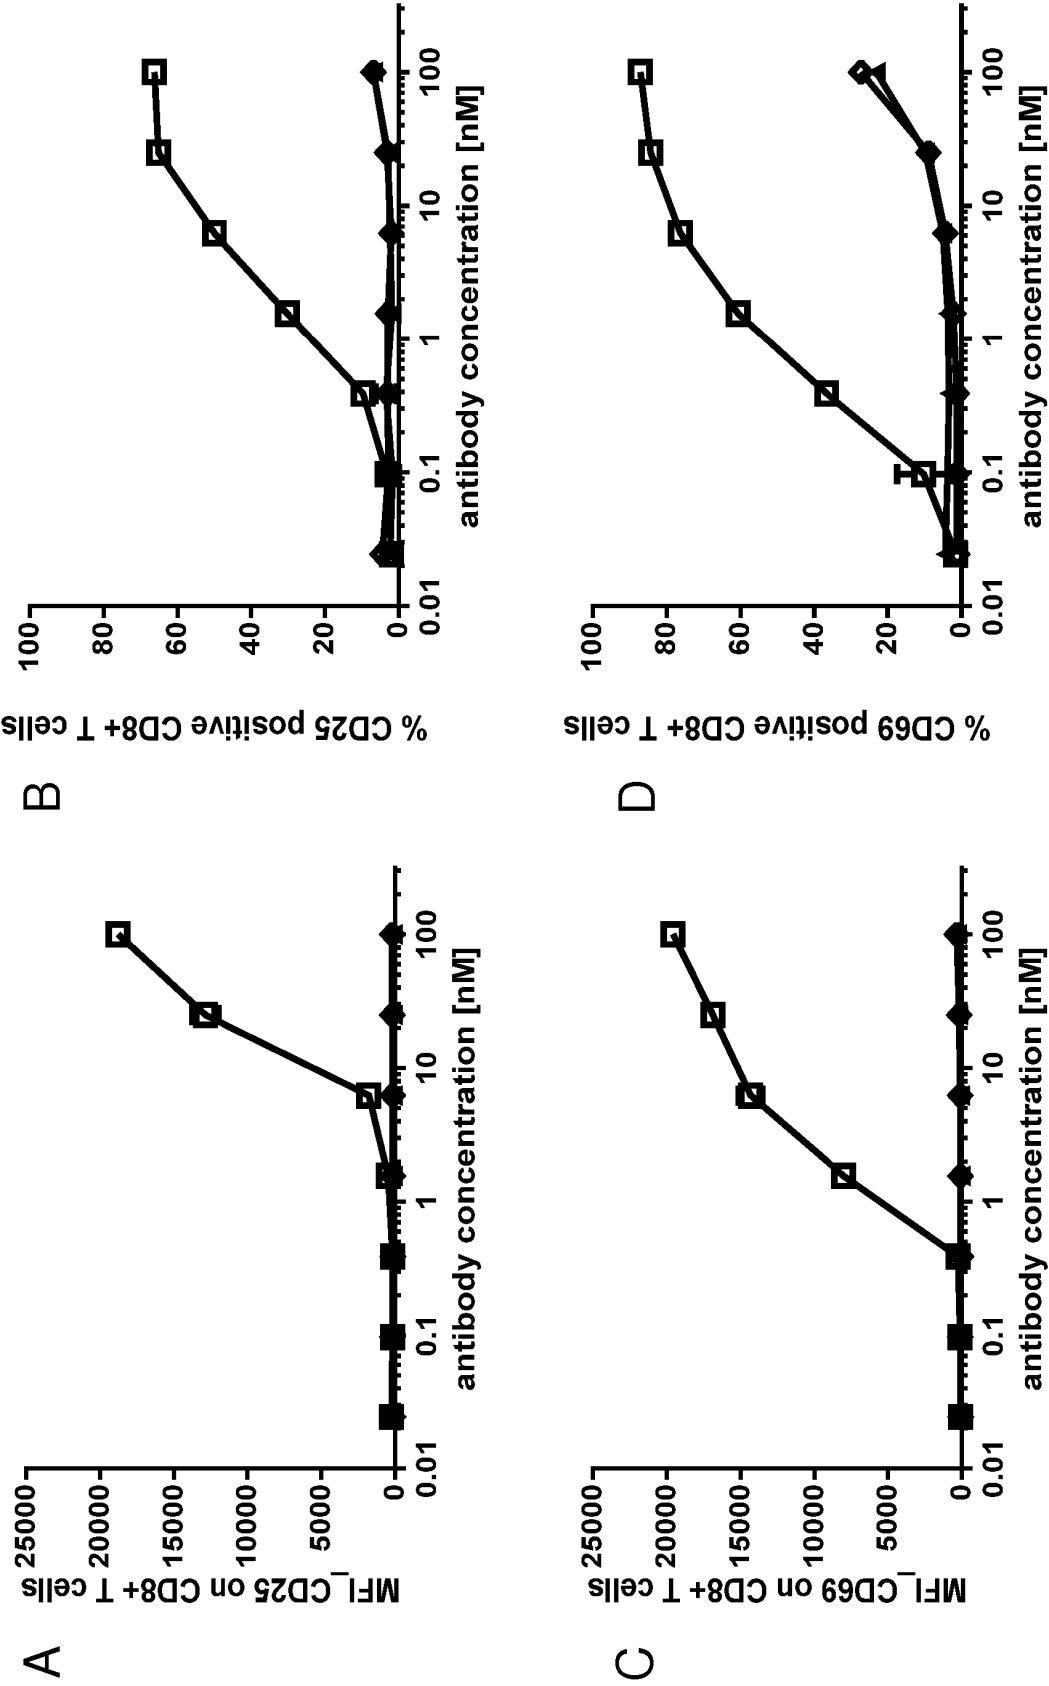 A
MFI_CD25 on CD8+ T cells
25000
20000
15000
10000
5000
0
0.01 0.1 1 10 100
antibody concentration [nM]
B
% CD25 positive CD8+ T cells
100
80
60
40
20
0
0.01 0.1 1 10 100
antibody concentration [nM]
C
MFI_CD69 on CD8+ T cells
25000
20000
15000
10000
5000
0
0.01 0.1 1 10 100
antibody concentration [nM]
D
% CD69 positive CD8+ T cells
100
80
60
40
20
0
0.01 0.1 1 10 100
antibody concentration [nM]